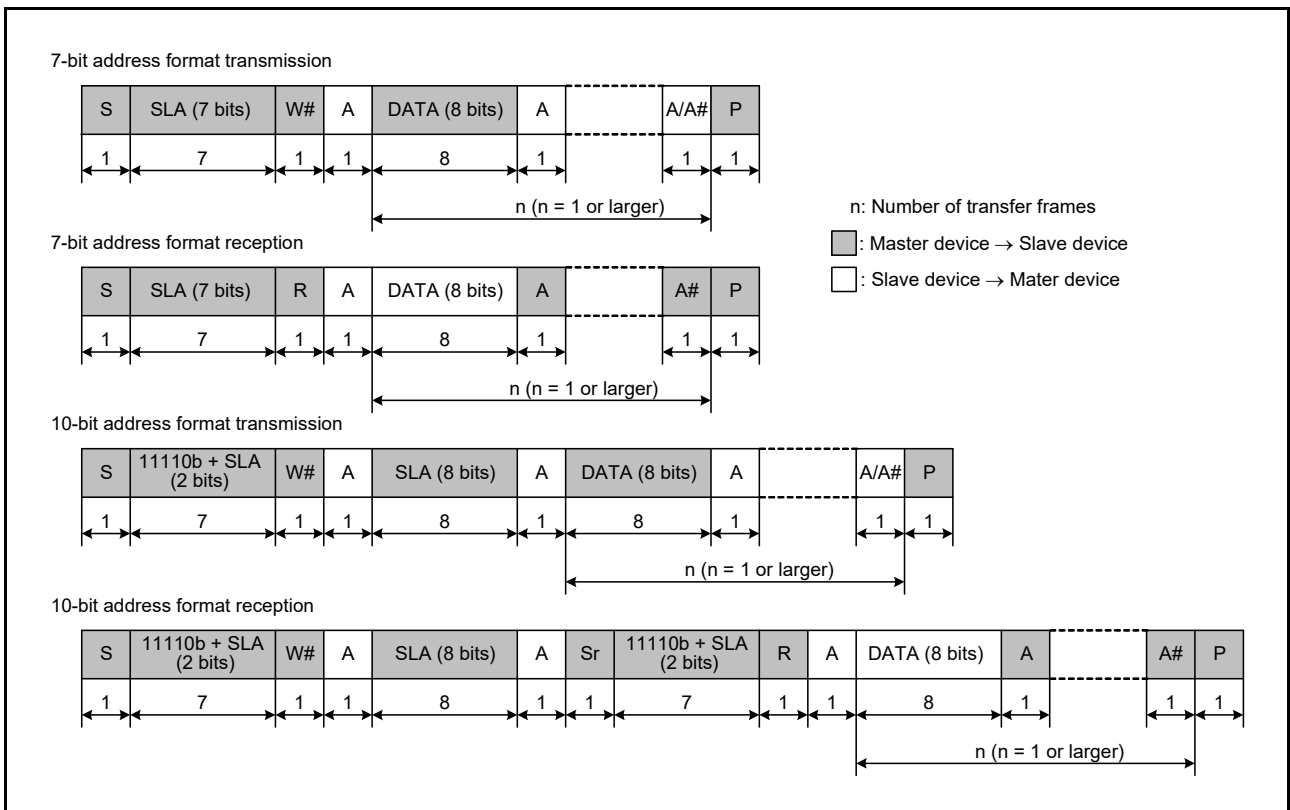 7-bit address format transmission
S SLA (7 bits) W# A DATA (8 bits) A A/A# P
1 7 1 1 8 1 1 1
n (n = 1 or larger)
n: Number of transfer frames
: Master device → Slave device
: Slave device → Mater device
7-bit address format reception
S SLA (7 bits) R A DATA (8 bits) A A# P
1 7 1 1 8 1 1 1
n (n = 1 or larger)
10-bit address format transmission
S 11110b + SLA (2 bits) W# A SLA (8 bits) A DATA (8 bits) A A/A# P
1 7 1 1 8 1 8 1 1 1
n (n = 1 or larger)
10-bit address format reception
S 11110b + SLA (2 bits) W# A SLA (8 bits) A Sr 11110b + SLA (2 bits) R A DATA (8 bits) A A# P
1 7 1 1 8 1 1 7 1 1 8 1 1 1
n (n = 1 or larger)